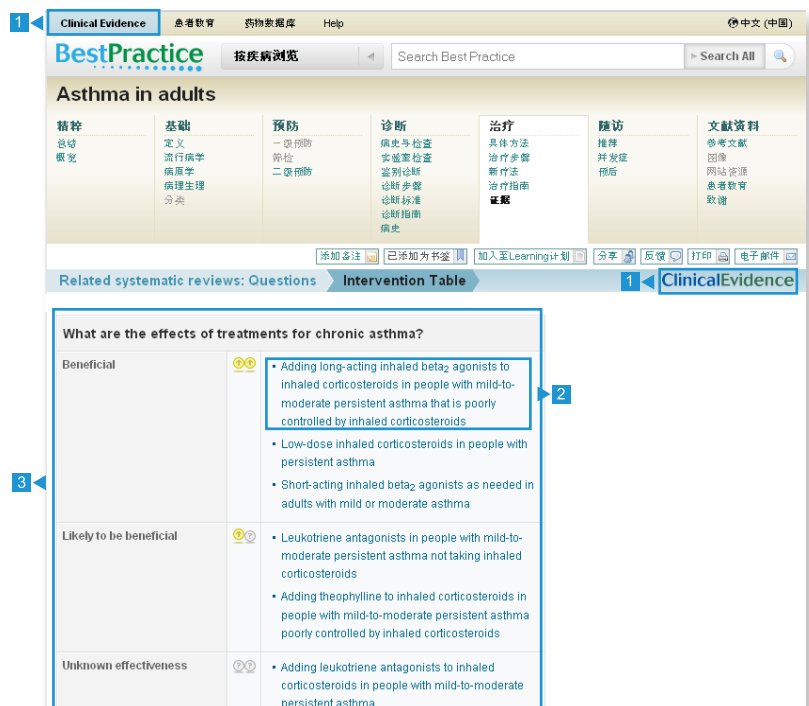 1 Clinical Evidence 患者教育 药物数据库 Help 中文 (中国)
BestPractice 按疾病浏览 Search Best Practice Search All
Asthma in adults
精粹 基础 预防 诊断 治疗 随访 文献资料
总结 定义 一级预防 病史与检查 具体方法 推荐 参考文献
概览 流行病学 筛检 实验室检查 治疗步骤 并发症 图像
病原学 二级预防 鉴别诊断 新疗法 预后 网站资源
病理生理 诊断步骤 治疗指南 患者教育
分类 诊断标准 证据 致谢
诊断指南
病史
添加备注 已添加为书签 加入至Learning计划 分享 反馈 打印 电子邮件
Related systematic reviews: Questions Intervention Table 1 ClinicalEvidence
What are the effects of treatments for chronic asthma?
Beneficial • Adding long-acting inhaled beta2 agonists to
inhaled corticosteroids in people with mild-to-
moderate persistent asthma that is poorly 2
controlled by inhaled corticosteroids
• Low-dose inhaled corticosteroids in people with
persistent asthma
3 • Short-acting inhaled beta2 agonists as needed in
adults with mild or moderate asthma
Likely to be beneficial • Leukotriene antagonists in people with mild-to-
moderate persistent asthma not taking inhaled
corticosteroids
• Adding theophylline to inhaled corticosteroids in
people with mild-to-moderate persistent asthma
poorly controlled by inhaled corticosteroids
Unknown effectiveness • Adding leukotriene antagonists to inhaled
corticosteroids in people with mild-to-moderate
persistent asthma